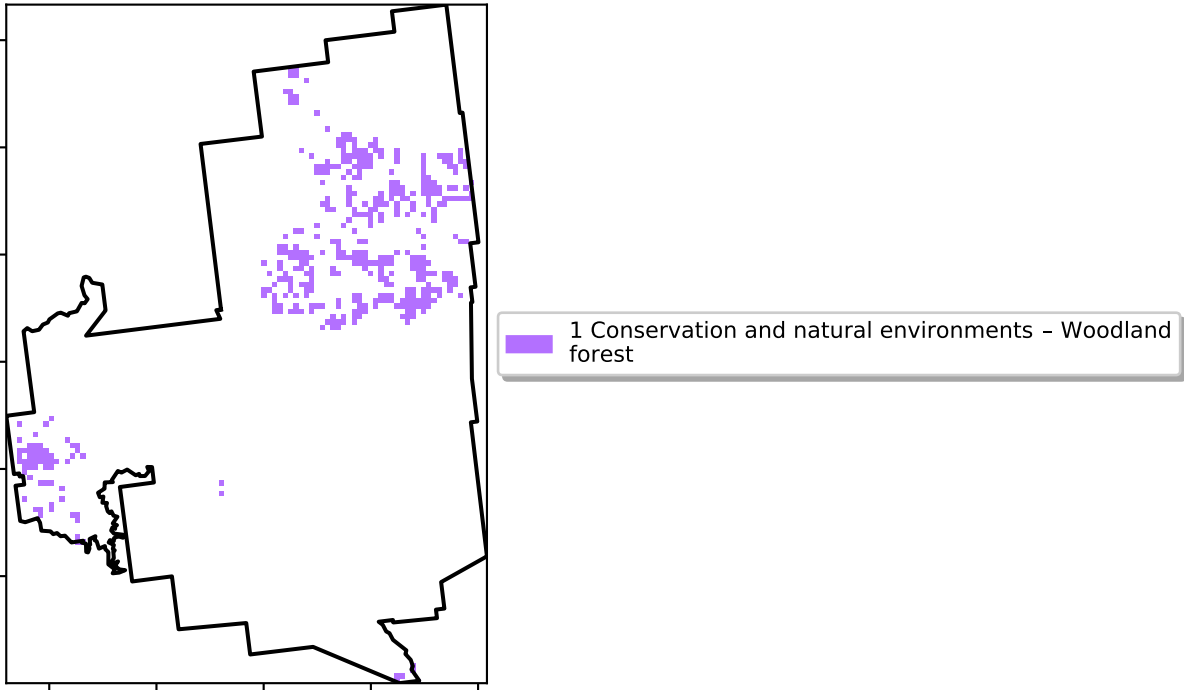 1 Conservation and natural environments – Woodland
forest